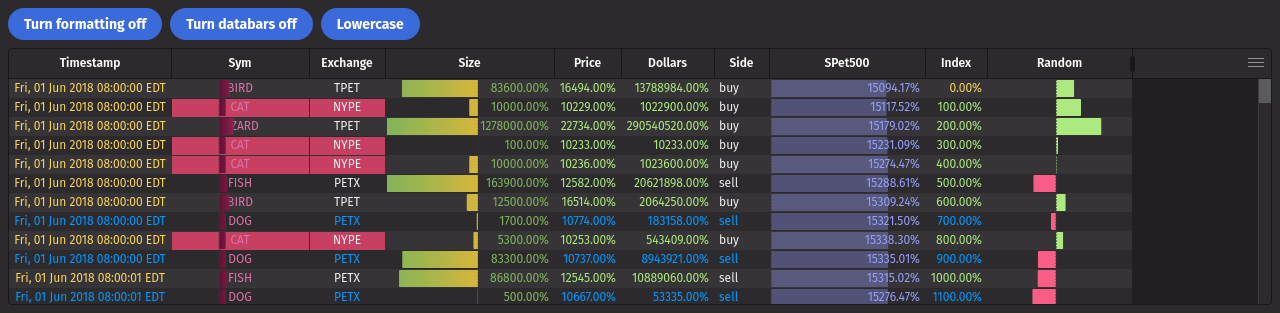 Turn formatting off Turn databars off Lowercase
Timestamp Sym Exchange Size Price Dollars Side SPet500 Index Random
Fri, 01 Jun 2018 08:00:00 EDT BIRD TPET 83600.00% 16494.00% 13788984.00% buy 15094.17% 0.00%
Fri, 01 Jun 2018 08:00:00 EDT CAT NYPE 10000.00% 10229.00% 1022900.00% buy 15117.52% 100.00%
Fri, 01 Jun 2018 08:00:00 EDT ZARD TPET 1278000.00% 22734.00% 290540520.00% buy 15179.02% 200.00%
Fri, 01 Jun 2018 08:00:00 EDT CAT NYPE 100.00% 10233.00% 10233.00% buy 15231.09% 300.00%
Fri, 01 Jun 2018 08:00:00 EDT CAT NYPE 10000.00% 10236.00% 1023600.00% buy 15274.47% 400.00%
Fri, 01 Jun 2018 08:00:00 EDT FISH PETX 163900.00% 12582.00% 20621898.00% sell 15288.61% 500.00%
Fri, 01 Jun 2018 08:00:00 EDT BIRD TPET 12500.00% 16514.00% 2064250.00% buy 15309.24% 600.00%
Fri, 01 Jun 2018 08:00:00 EDT DOG PETX 1700.00% 10774.00% 183158.00% sell 15321.50% 700.00%
Fri, 01 Jun 2018 08:00:00 EDT CAT NYPE 5300.00% 10253.00% 543409.00% buy 15338.30% 800.00%
Fri, 01 Jun 2018 08:00:00 EDT DOG PETX 83300.00% 10737.00% 8943921.00% sell 15335.01% 900.00%
Fri, 01 Jun 2018 08:00:01 EDT FISH PETX 86800.00% 12545.00% 10889060.00% sell 15315.02% 1000.00%
Fri, 01 Jun 2018 08:00:01 EDT DOG PETX 500.00% 10667.00% 53335.00% sell 15276.47% 1100.00%